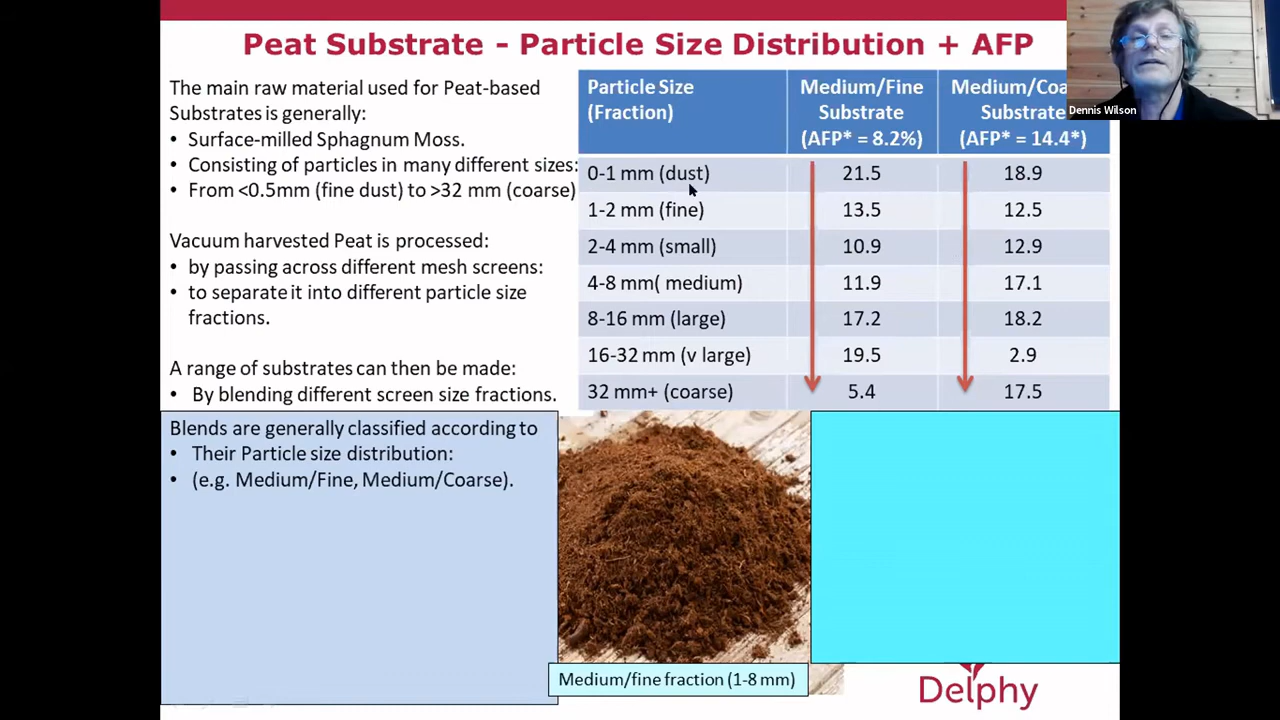 Peat Substrate - Particle Size Distribution + AFP
The main raw material used for Peat-based
Substrates is generally:
• Surface-milled Sphagnum Moss.
• Consisting of particles in many different sizes:
• From <0.5mm (fine dust) to >32 mm (coarse)
Vacuum harvested Peat is processed:
• by passing across different mesh screens:
• to separate it into different particle size
fractions.
A range of substrates can then be made:
• By blending different screen size fractions.
Blends are generally classified according to
• Their Particle size distribution:
• (e.g. Medium/Fine, Medium/Coarse).
Particle Size
(Fraction)
Medium/Fine
Substrate
(AFP* = 8.2%)
Medium/Coa
Substrate
(AFP* = 14.4*)
0-1 mm (dust) 21.5 18.9
1-2 mm (fine) 13.5 12.5
2-4 mm (small) 10.9 12.9
4-8 mm( medium) 11.9 17.1
8-16 mm (large) 17.2 18.2
16-32 mm (v large) 19.5 2.9
32 mm+ (coarse) 5.4 17.5
Medium/fine fraction (1-8 mm)
Delphy
Dennis Wilson